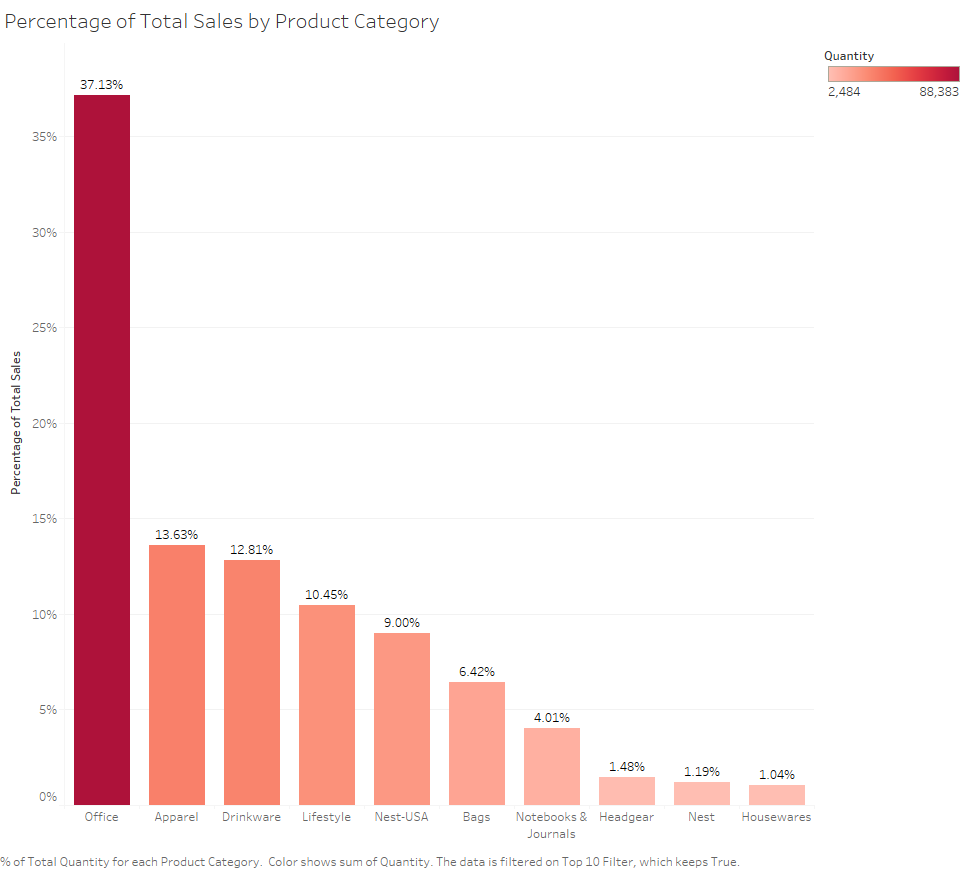 Percentage of Total Sales by Product Category
Quantity
2,484 88,383
Percentage of Total Sales
35%
30%
25%
20%
15%
10%
5%
0%
37.13%
13.63%
12.81%
10.45%
9.00%
6.42%
4.01%
1.48%
1.19%
1.04%
Office
Apparel
Drinkware
Lifestyle
Nest-USA
Bags
Notebooks &
Journals
Headgear
Nest
Housewares
% of Total Quantity for each Product Category.  Color shows sum of Quantity. The data is filtered on Top 10 Filter, which keeps True.